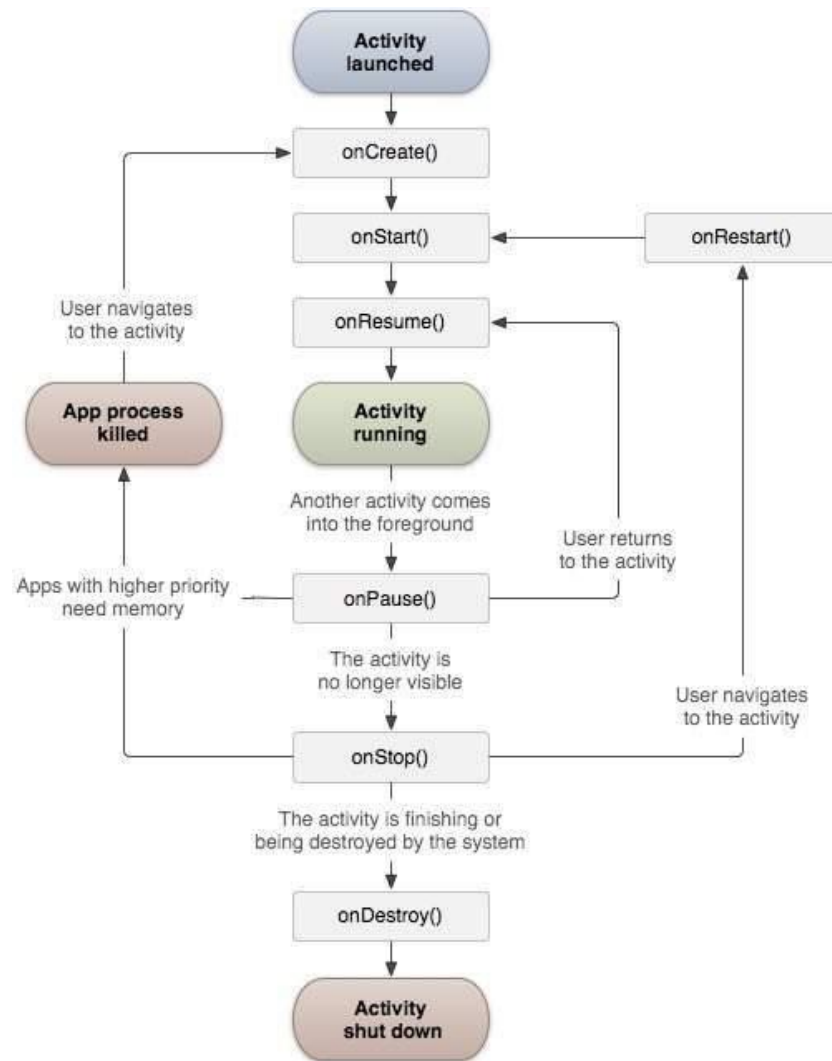 Activity
launched
onCreate()
onStart()
onRestart()
User navigates
to the activity
onResume()
App process
killed
Activity
running
Another activity comes
into the foreground
User returns
to the activity
Apps with higher priority
need memory
onPause()
The activity is
no longer visible
User navigates
to the activity
onStop()
The activity is finishing or
being destroyed by the system
onDestroy()
Activity
shut down